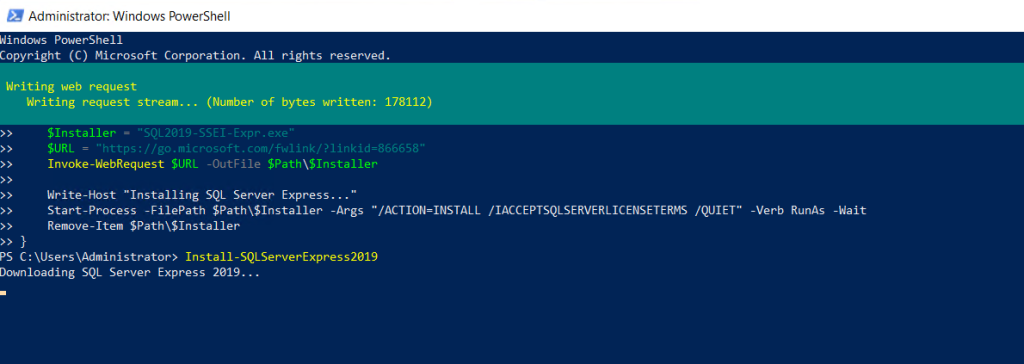 Administrator: Windows PowerShell
Windows PowerShell
Copyright (C) Microsoft Corporation. All rights reserved.
Writing web request
Writing request stream... (Number of bytes written: 178112)
>>     $Installer = "SQL2019-SSEI-Expr.exe"
>>     $URL = "https://go.microsoft.com/fwlink/?linkid=866658"
>>     Invoke-WebRequest $URL -OutFile $Path\$Installer
>>
>>     Write-Host "Installing SQL Server Express..."
>>     Start-Process -FilePath $Path\$Installer -Args "/ACTION=INSTALL /IACCEPTSQLSERVERLICENSETERMS /QUIET" -Verb RunAs -Wait
>>     Remove-Item $Path\$Installer
>> }
PS C:\Users\Administrator> Install-SQLServerExpress2019
Downloading SQL Server Express 2019...